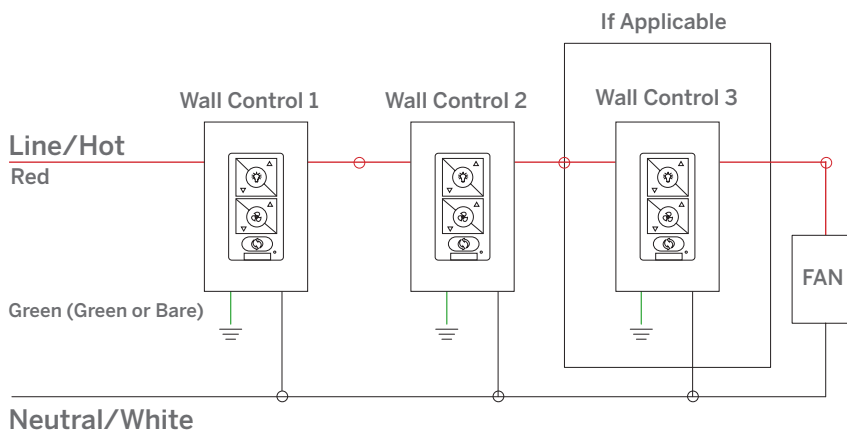 If Applicable
Wall Control 1
Wall Control 2
Wall Control 3
Line/Hot
Red
FAN
Green (Green or Bare)
Neutral/White